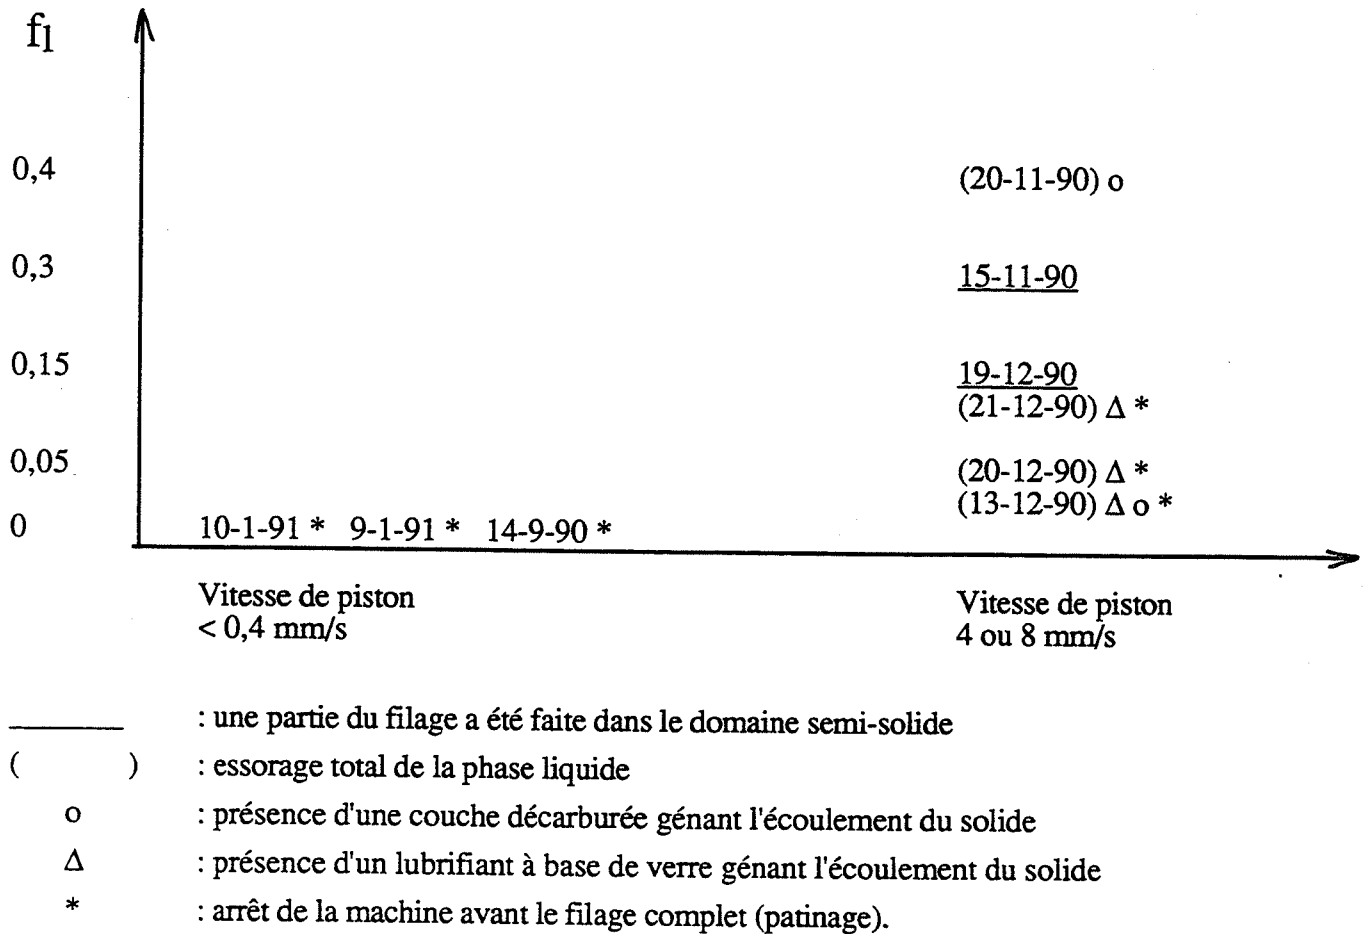 fl
0,4
(20-11-90) o
0,3
15-11-90
0,15
19-12-90
(21-12-90) Δ *
0,05
(20-12-90) Δ *
(13-12-90) Δ o *
0
10-1-91 * 9-1-91 * 14-9-90 *
Vitesse de piston
< 0,4 mm/s
Vitesse de piston
4 ou 8 mm/s
: une partie du filage a été faite dans le domaine semi-solide
( ) : essorage total de la phase liquide
o : présence d'une couche décarburée génant l'écoulement du solide
Δ : présence d'un lubrifiant à base de verre génant l'écoulement du solide
* : arrêt de la machine avant le filage complet (patinage).